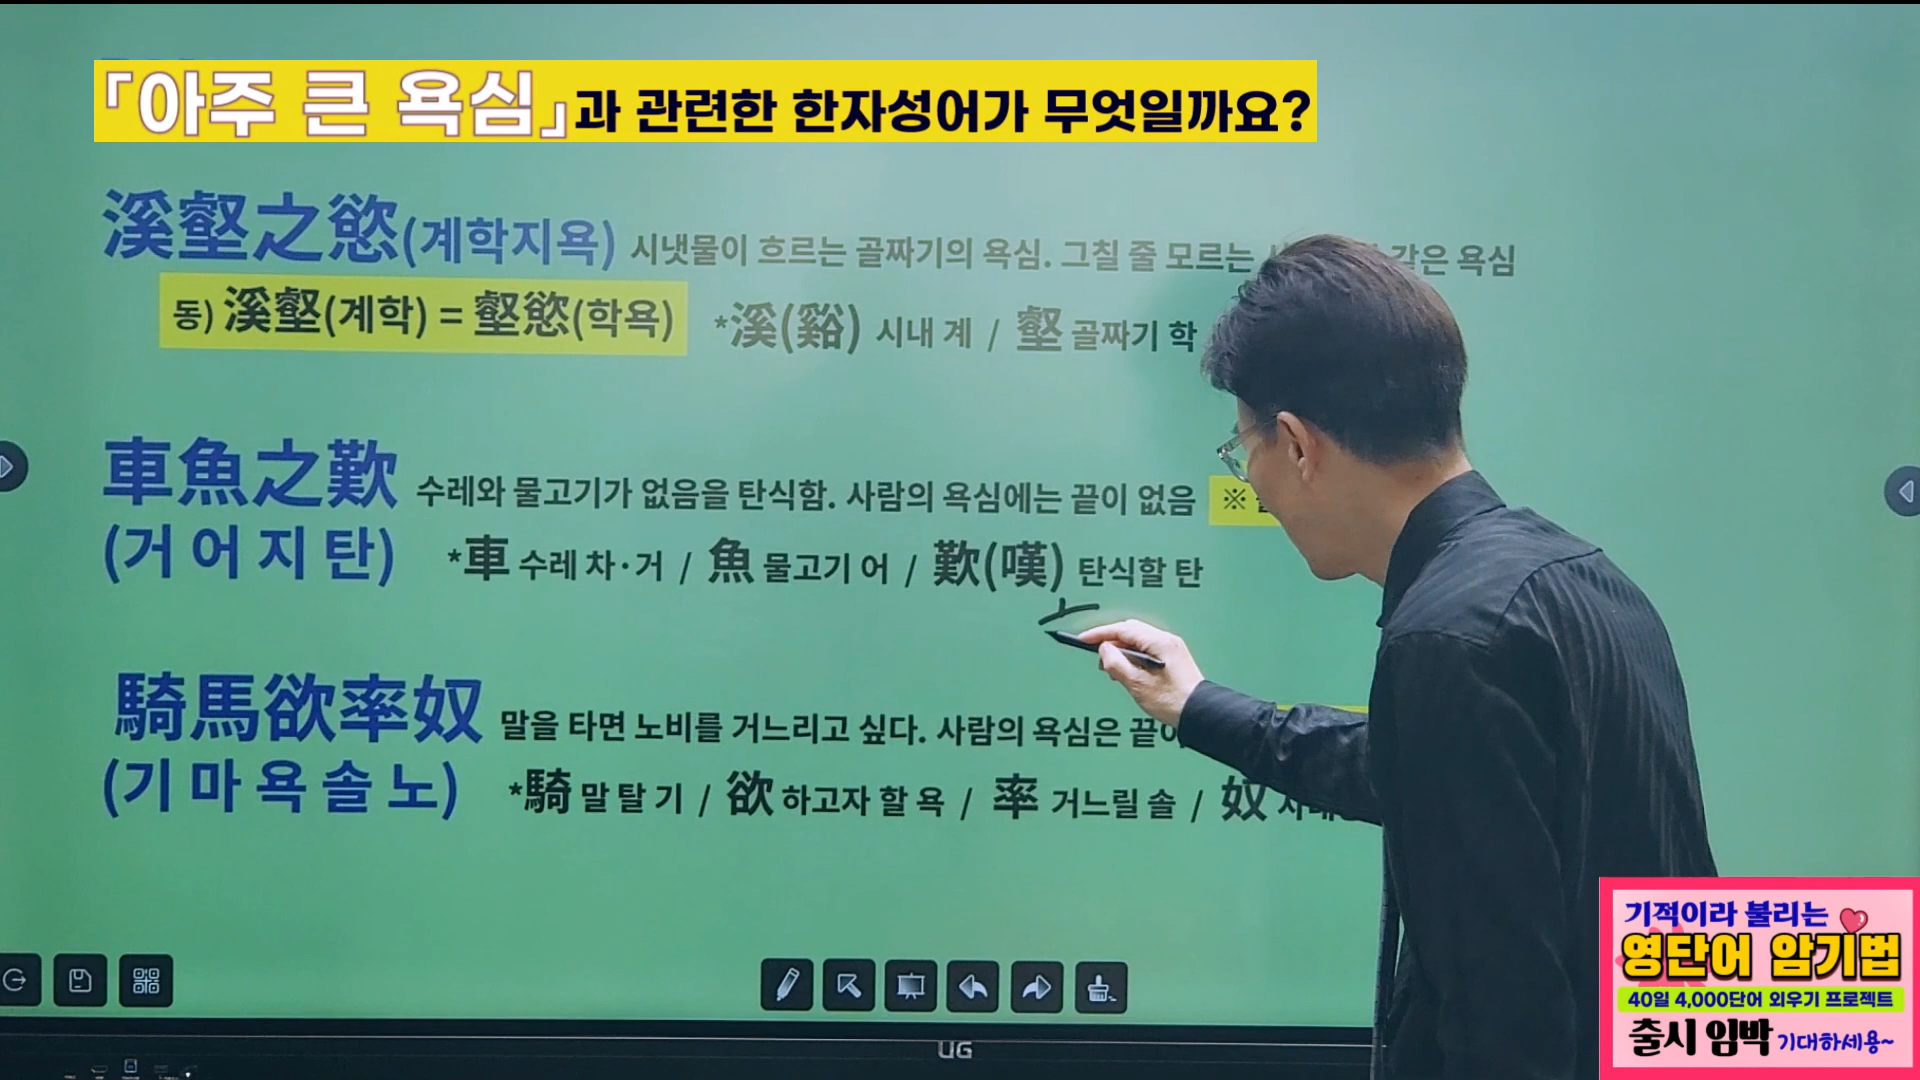 「아주 큰 욕심」과 관련한 한자성어가 무엇일까요?
溪壑之慾(계학지욕) 시냇물이 흐르는 골짜기의 욕심. 그칠 줄 모르는 같은 욕심
동) 溪壑(계학) = 壑慾(학욕) *溪(谿) 시내 계 / 壑 골짜기 학
車魚之歎 수레와 물고기가 없음을 탄식함. 사람의 욕심에는 끝이 없음 ※
(거 어 지 탄) *車 수레 차·거 / 魚 물고기 어 / 歎(嘆) 탄식할 탄
騎馬欲率奴 말을 타면 노비를 거느리고 싶다. 사람의 욕심은
(기 마 욕 솔 노) *騎 말 탈 기 / 欲 하고자 할 욕 / 率 거느릴 솔 / 奴
UG
기적이라 불리는
영단어 암기법
40일 4,000단어 외우기 프로젝트
출시 임박 기대하세용~